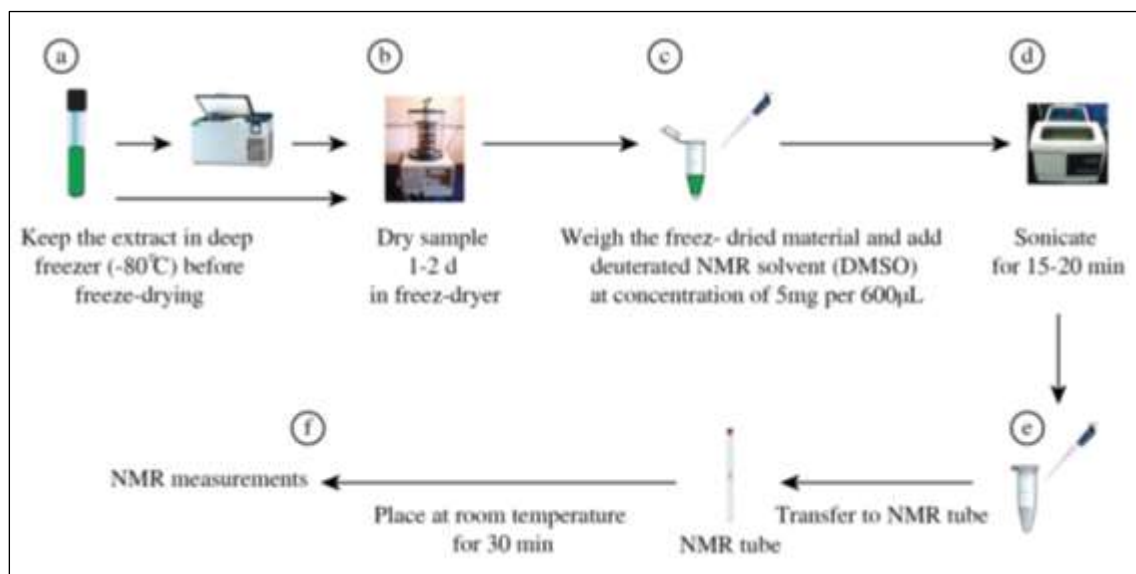 a
b
c
d
Keep the extract in deep
freezer (-80℃) before
freeze-drying
Dry sample
1-2 d
in freez-dryer
Weigh the freez- dried material and add
deuterated NMR solvent (DMSO)
at concentration of 5mg per 600μL
Sonicate
for 15-20 min
f
e
NMR measurements
Place at room temperature
for 30 min
NMR tube
Transfer to NMR tube